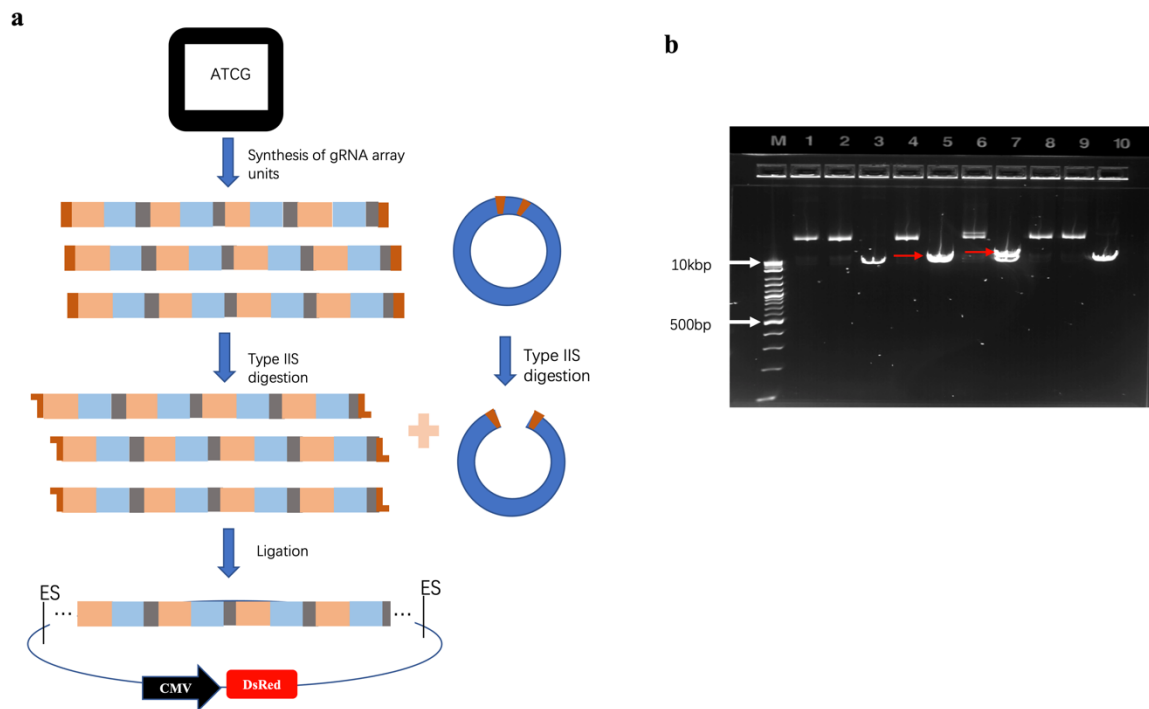 a
ATCG
Synthesis of gRNA array
units
Type IIS
digestion
Type IIS
digestion
Ligation
ES
ES
...
...
CMV
DsRed
b
M 1 2 3 4 5 6 7 8 9 10
10kbp
500bp